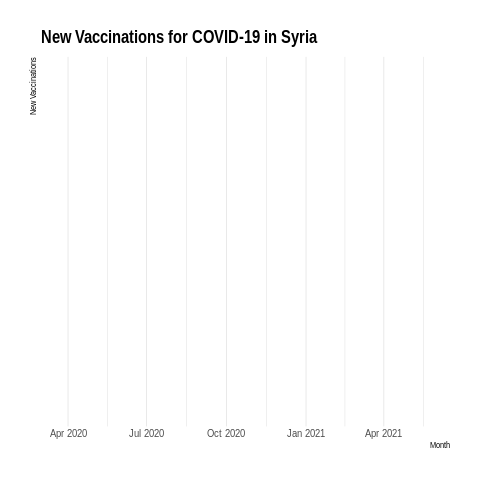 New Vaccinations for COVID-19 in Syria
New Vaccinations
Apr 2020 Jul 2020 Oct 2020 Jan 2021 Apr 2021
Month